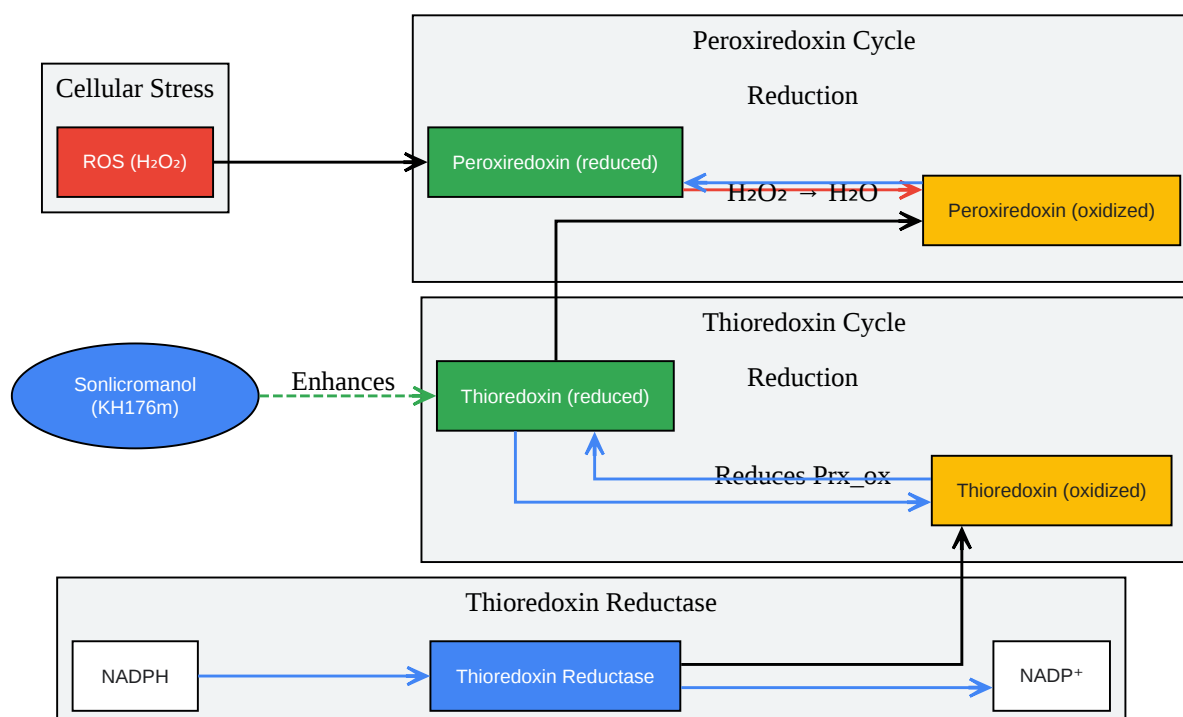 Peroxiredoxin Cycle
Cellular Stress
Reduction
ROS (H₂O₂)
Peroxiredoxin (reduced)
H₂O₂ → H₂O
Peroxiredoxin (oxidized)
Thioredoxin Cycle
Sonlicromanol
(KH176m)
Enhances
Reduction
Thioredoxin (reduced)
Reduces Prx_ox
Thioredoxin (oxidized)
Thioredoxin Reductase
NADPH
Thioredoxin Reductase
NADP⁺